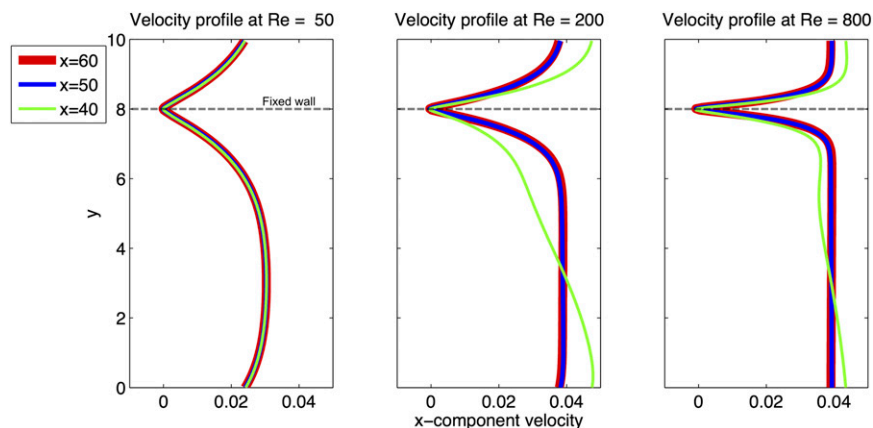 Velocity profile at Re = 50
Velocity profile at Re = 200
Velocity profile at Re = 800
x=60
x=50
x=40
Fixed wall
y
10
8
6
4
2
0
0 0.02 0.04
0 0.02 0.04
0 0.02 0.04
x−component velocity